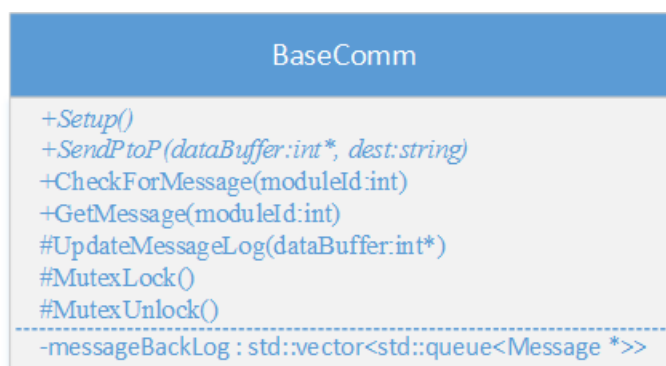 BaseComm
+Setup()
+SendPtoP(dataBuffer:int*, dest:string)
+CheckForMessage(moduleId:int)
+GetMessage(moduleId:int)
#UpdateMessageLog(dataBuffer:int*)
#MutexLock()
#MutexUnlock()
-messageBackLog : std::vector<std::queue<Message *>>